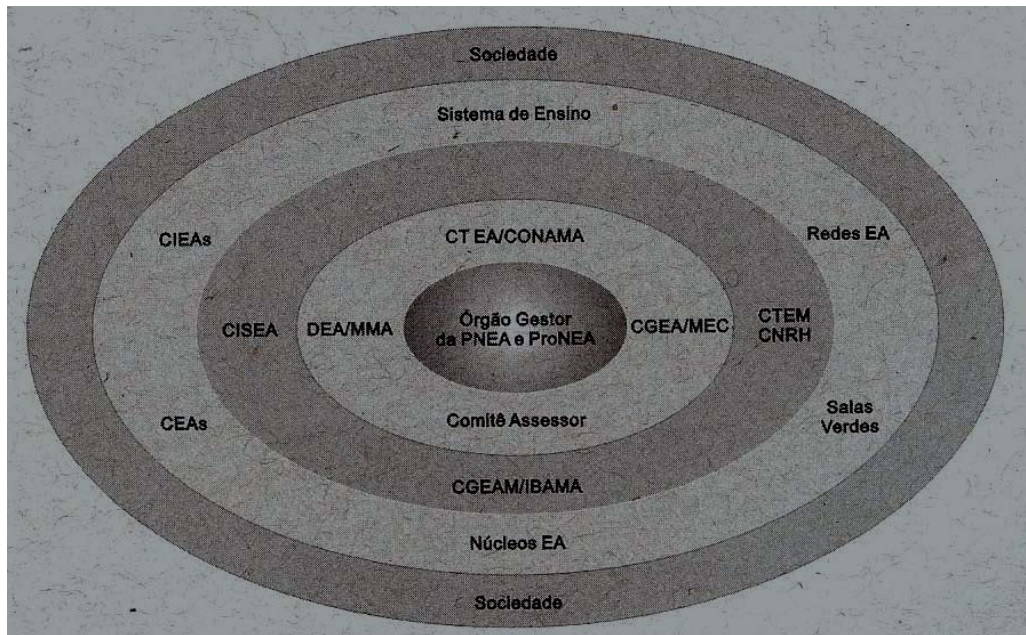 Sociedade
Sistema de Ensino
CIEAs
Redes EA
CT EA/CONAMA
CISEA
DEA/MMA
Órgão Gestor
da PNEA e ProNEA
CGEA/MEC
CTEM
CNRH
CEAs
Comitê Assessor
Salas
Verdes
CGEAM/IBAMA
Núcleos EA
Sociedade